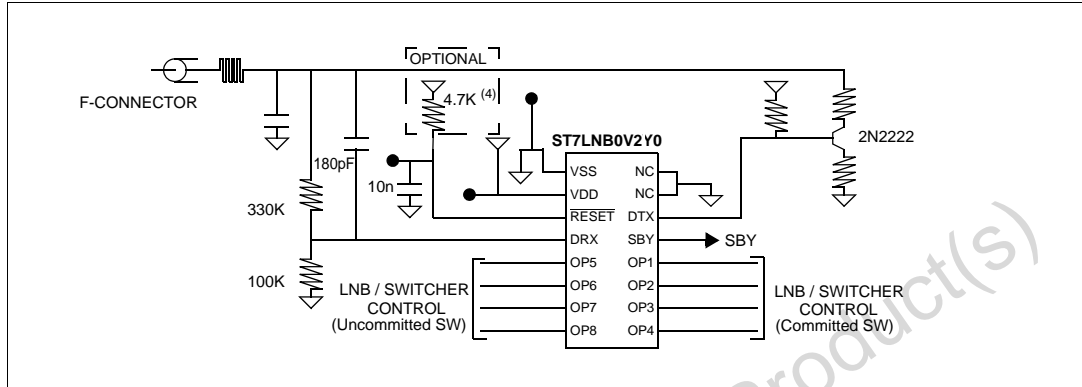 OPTIONAL
4.7K (4)
F-CONNECTOR
ST7LNB0V2Y0
2N2222
180pF
10n
330K
100K
VSS
VDD
RESET
DRX
OP5
OP6
OP7
OP8
NC
NC
DTX
SBY
OP1
OP2
OP3
OP4
SBY
LNB / SWITCHER
CONTROL
(Uncommitted SW)
LNB / SWITCHER
CONTROL
(Committed SW)
Product(s)